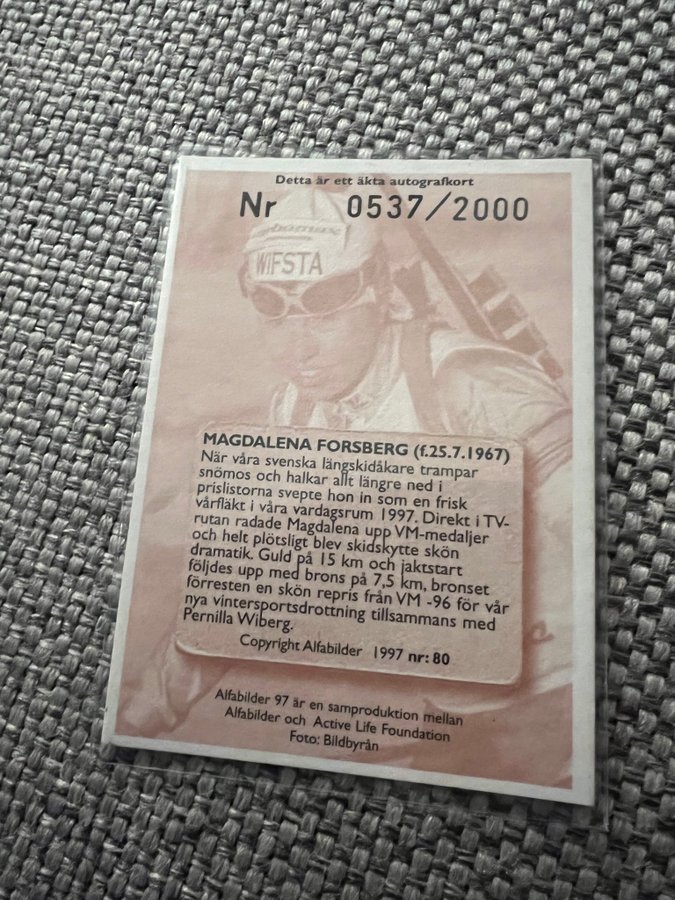 Detta är ett äkta autografkort
Nr 0537/2000
WIFSTA
MAGDALENA FORSBERG (f.25.7.1967)
När våra svenska längskidåkare trampar
snömos och halkar allt längre ned i
prislistorna svepte hon in som en frisk
vårfläkt i våra vardagsrum 1997. Direkt i TV-
rutan radade Magdalena upp VM-medaljer
och helt plötsligt blev skidskytte skön
dramatik. Guld på 15 km och jaktstart
följdes upp med brons på 7,5 km, bronset
förresten en skön repris från VM -96 för vår
nya vintersportsdrottning tillsammans med
Pernilla Wiberg.
Copyright Alfabilder 1997 nr: 80
Alfabilder 97 är en samproduktion mellan
Alfabilder och Active Life Foundation
Foto: Bildbyrån